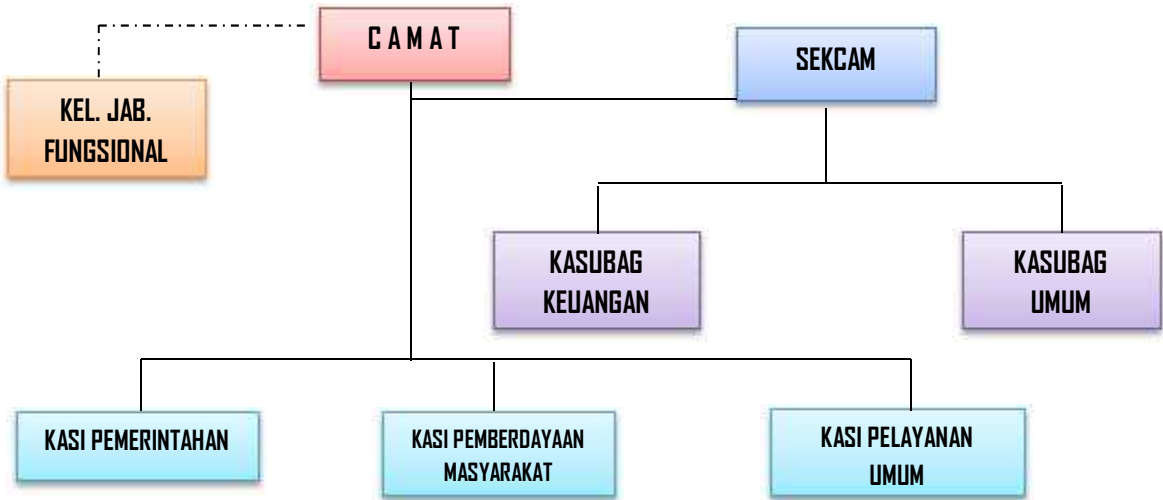 C A M A T
SEKCAM
KEL. JAB.
FUNGSIONAL
KASUBAG
KEUANGAN
KASUBAG
UMUM
KASI PEMERINTAHAN
KASI PEMBERDAYAAN
MASYARAKAT
KASI PELAYANAN
UMUM